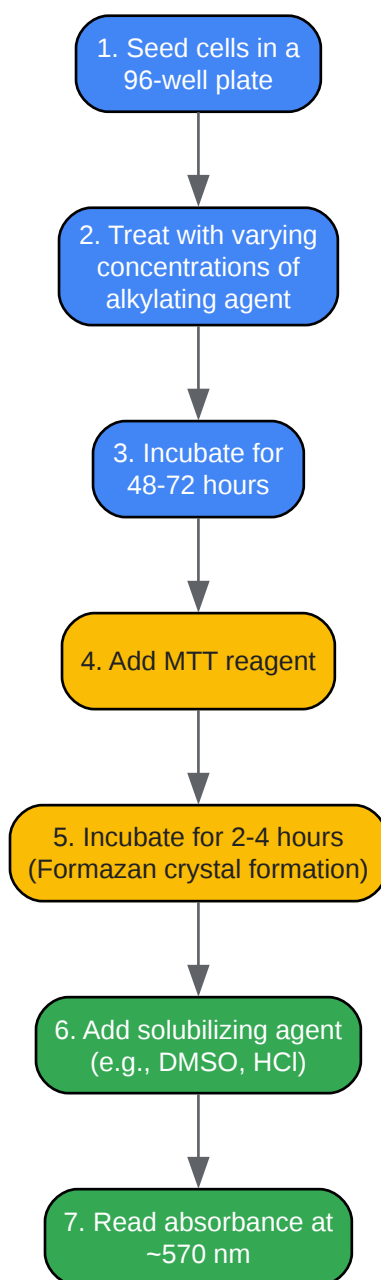 1. Seed cells in a
96-well plate
2. Treat with varying
concentrations of
alkylating agent
3. Incubate for
48-72 hours
4. Add MTT reagent
5. Incubate for 2-4 hours
(Formazan crystal formation)
6. Add solubilizing agent
(e.g., DMSO, HCl)
7. Read absorbance at
~570 nm